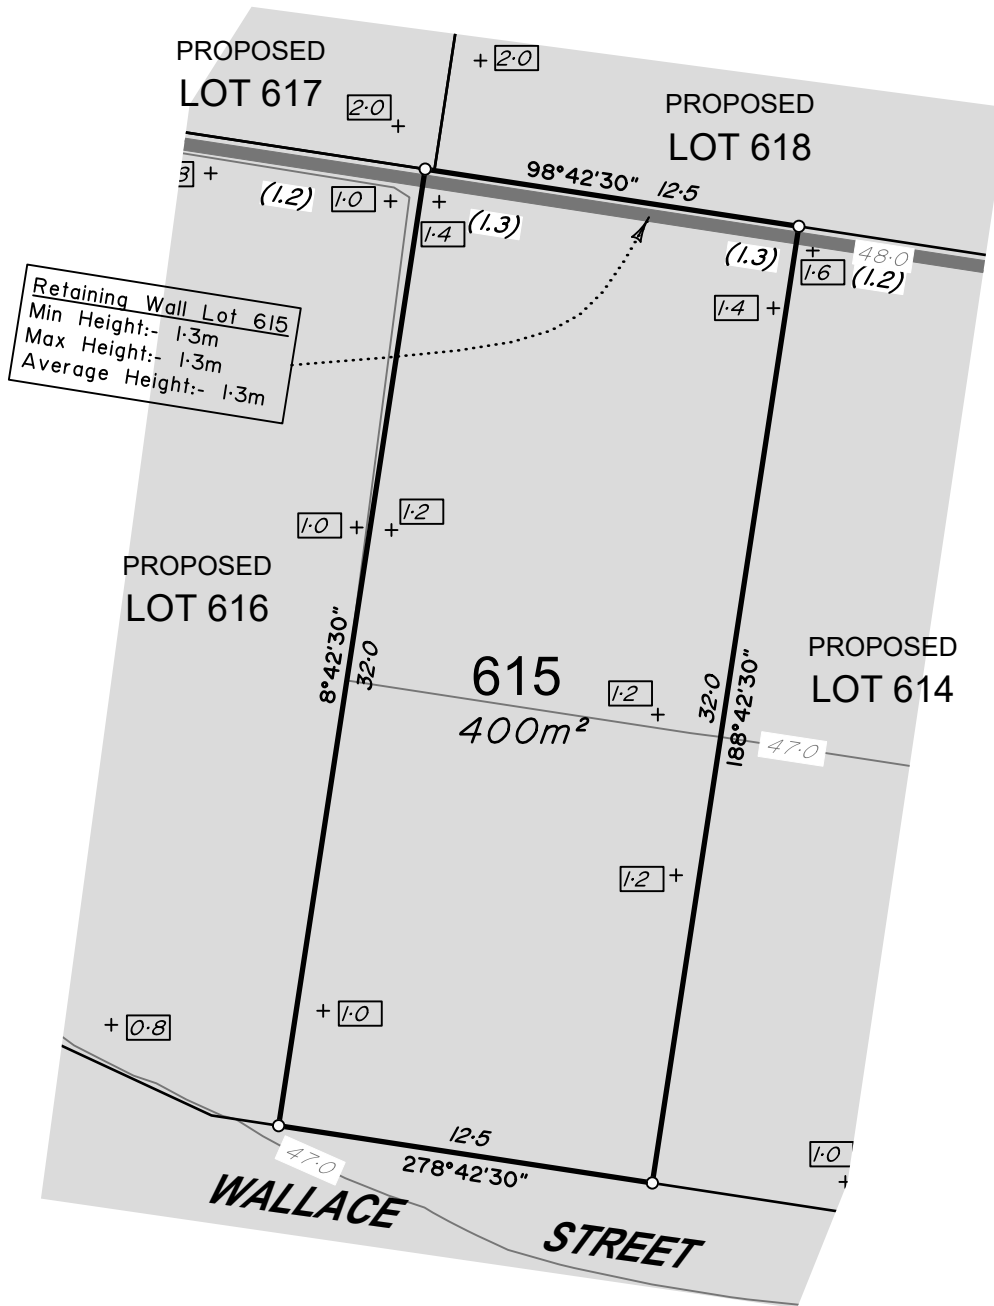 PROPOSED
LOT 617
2·0
2·0
PROPOSED
LOT 618
98°42'30"
12·5
(1.2)
1·0
1·4
(1.3)
(1.3)
48·0
1·6
(1.2)
1·4
Retaining Wall Lot 615
Min Height:- 1·3m
Max Height:- 1·3m
Average Height:- 1·3m
1·0
1·2
PROPOSED
LOT 616
8°42'30"
32·0
615
400m²
1·2
32·0
188°42'30"
PROPOSED
LOT 614
47·0
1·2
0·8
1·0
12·5
278°42'30"
47·0
1·0
WALLACE STREET